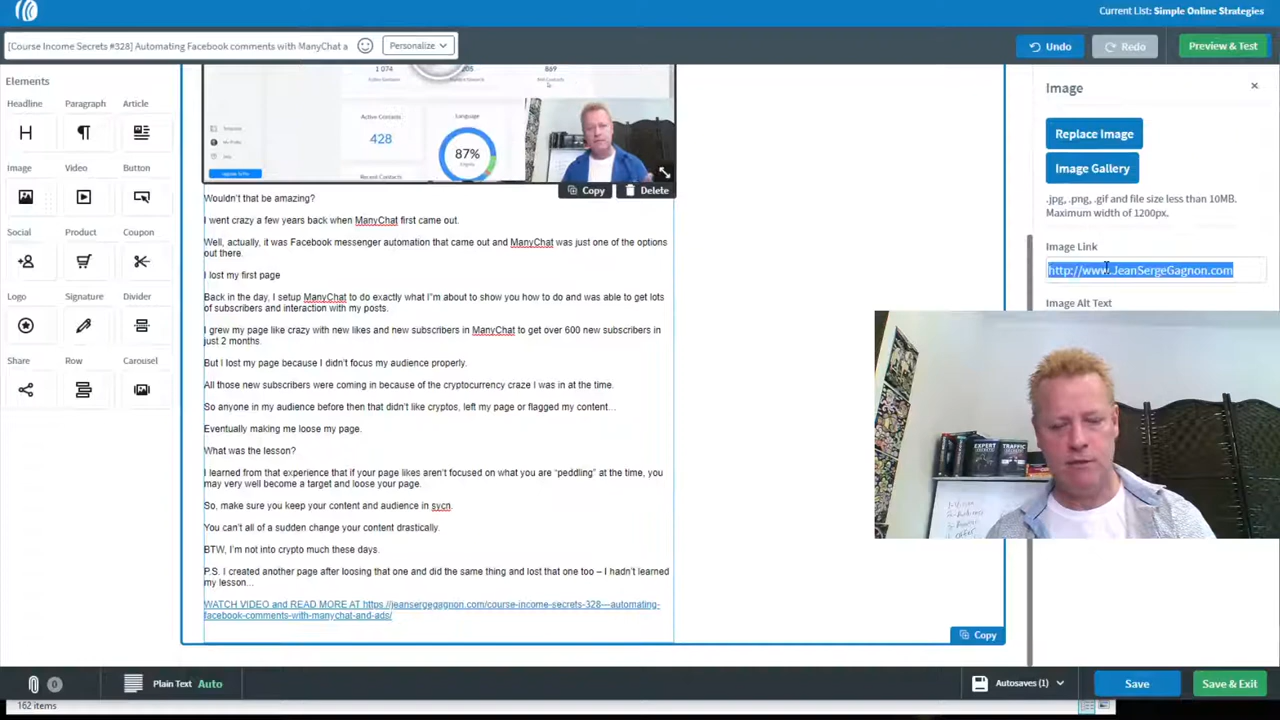 Current List: Simple Online Strategies
[Course Income Secrets #328] Automating Facebook comments with ManyChat a
Personalize
Undo
Redo
Preview & Test
Elements
Headline
Paragraph
Article
Image
Video
Button
Social
Product
Coupon
Logo
Signature
Divider
Share
Row
Carousel
1 074
205
869
Active Contacts
428
Language
87%
Copy
Delete
Wouldn't that be amazing?
I went crazy a few years back when ManyChat first came out.
Well, actually, it was Facebook messenger automation that came out and ManyChat was just one of the options
out there.
I lost my first page
Back in the day, I setup ManyChat to do exactly what I"m about to show you how to do and was able to get lots
of subscribers and interaction with my posts.
I grew my page like crazy with new likes and new subscribers in ManyChat to get over 600 new subscribers in
just 2 months.
But I lost my page because I didn't focus my audience properly.
All those new subscribers were coming in because of the cryptocurrency craze I was in at the time.
So anyone in my audience before then that didn't like cryptos, left my page or flagged my content…
Eventually making me loose my page.
What was the lesson?
I learned from that experience that if your page likes aren't focused on what you are "peddling" at the time, you
may very well become a target and loose your page.
So, make sure you keep your content and audience in sycn.
You can't all of a sudden change your content drastically.
BTW, I'm not into crypto much these days.
P.S. I created another page after loosing that one and did the same thing and lost that one too – I hadn't learned
my lesson…
WATCH VIDEO and READ MORE AT https://jeansergegagnon.com/course-income-secrets-328---automating-
facebook-comments-with-manychat-and-ads/
Copy
Image
Replace Image
Image Gallery
.jpg, .png, .gif and file size less than 10MB.
Maximum width of 1200px.
Image Link
http://www.JeanSergeGagnon.com
Image Alt Text
EXPERT
SECRETS
TRAFFIC
SECRETS
0
Plain Text Auto
Autosaves (1)
Save
Save & Exit
162 items